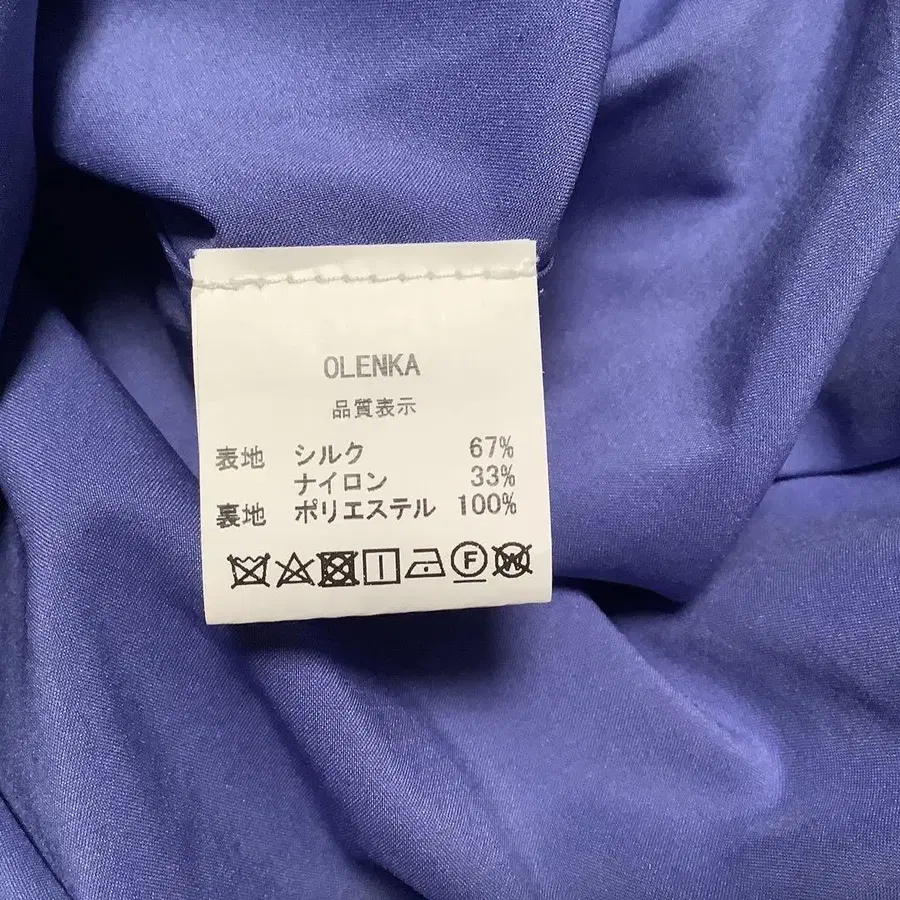 OLENKA
品質表示
表地 シルク 67%
ナイロン 33%
裏地 ポリエステル 100%
F
W